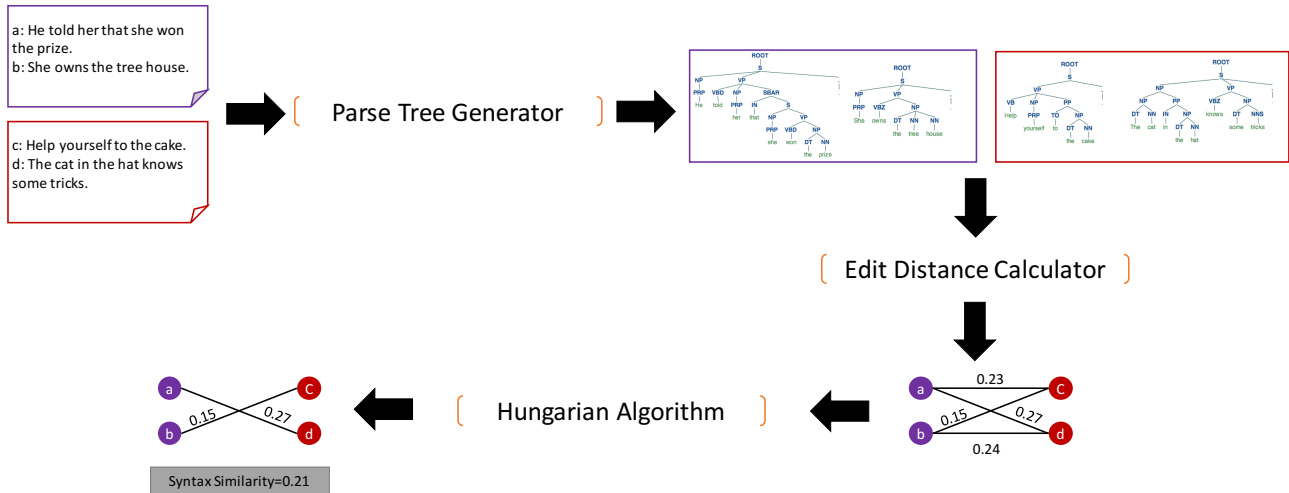 a: He told her that she won
the prize.
b: She owns the tree house.
c: Help yourself to the cake.
d: The cat in the hat knows
some tricks.
Parse Tree Generator
ROOT
S
NP VP
PRP VBD NP SBAR
He told PRP IN S
her that NP VP
PRP VBD NP
she won DT NN
the prize
ROOT
S
NP VP
PRP VBZ NP
She owns DT NN NN
the tree house
ROOT
S
VP
VB NP PP
Help PRP TO NP
yourself to DT NN
the cake
ROOT
S
NP VP
NP PP VBZ NP
DT NN IN NP knows DT NNS
The cat in DT NN some tricks
the hat
Edit Distance Calculator
a 0.23 C
0.15 0.27
b d
0.24
Hungarian Algorithm
a C
0.15 0.27
b d
Syntax Similarity=0.21